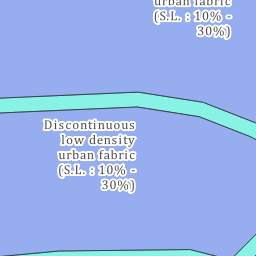 urban fabric
(S.L. : 10% -
30%)
Discontinuous
low density
urban fabric
(S.L. : 10% -
30%)